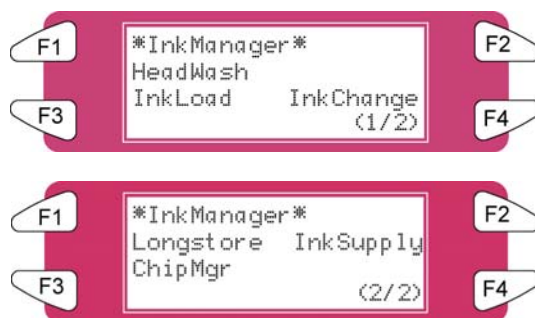 F1
F2
*InkManager*
HeadWash
InkLoad InkChange
(1/2)
F3
F4
F1
F2
*InkManager*
Longstore InkSupply
ChipMgr
(2/2)
F3
F4